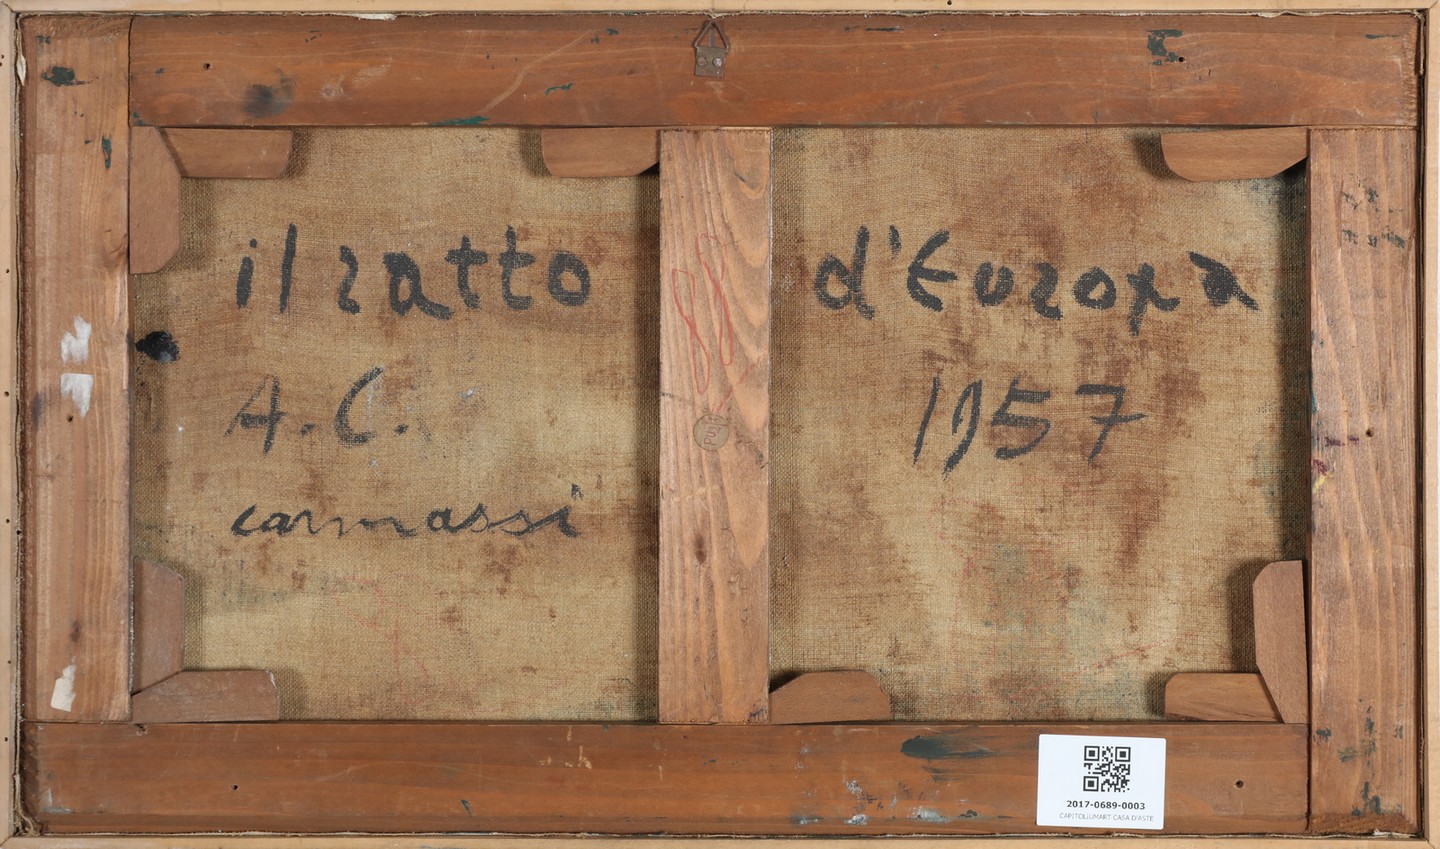 il ratto d'Europa
A.C. 1957
carmassi
2017-0689-0003
CAPITOLIUMART CASA D'ASTE